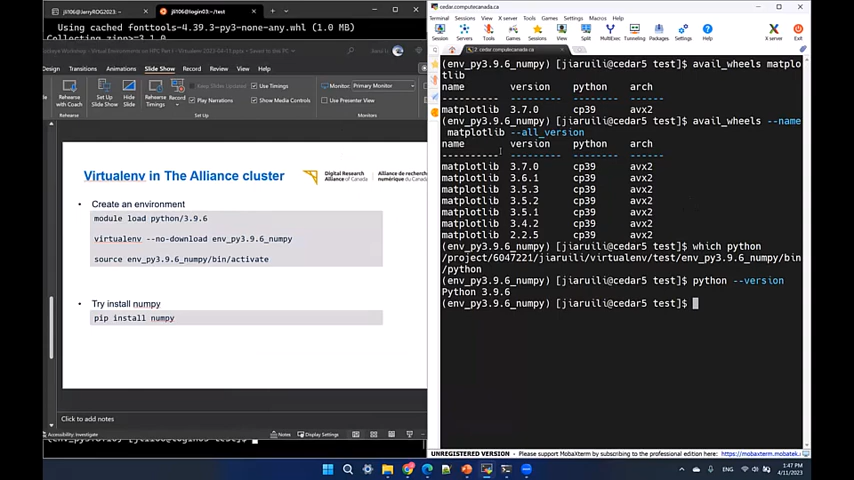 jli106@JerryROG2023: ~
jli106@login03:~/test
Using cached fonttools-4.39.3-py3-none-any.whl
Design
Transitions
Animations
Slide Show
Record
Review
View
Rehearse
with Coach
Set Up
Slide Show
Hide
Slide
Rehearse
Timings
Record
Use Timings
Play Narrations
Show Media Controls
Set Up
Monitor:
Primary Monitor
Use Presenter View
Virtualenv in The Alliance cluster
Digital Research
Alliance of Canada
Alliance de recherche
numérique du Canada
• Create an environment
module load python/3.9.6
virtualenv --no-download env_py3.9.6_numpy
source env_py3.9.6_numpy/bin/activate
• Try install numpy
pip install numpy
Click to add notes
Accessibility: Investigate
Notes
Display Settings
cedar.computecanada.ca
Terminal Sessions View X server Tools Games Settings Macros Help
Session
Servers
Tools
Games
Sessions
View
Split
MultiExec
Tunneling
Packages
Settings
Help
X server
Exit
2. cedar.computecanada.ca
(env_py3.9.6_numpy) [jiaruili@cedar5 test]$ avail_wheels matpo
tlib
name version python arch
---------- --------- -------- ------
matplotlib 3.7.0 cp39 avx2
(env_py3.9.6_numpy) [jiaruili@cedar5 test]$ avail_wheels --name
matplotlib --all_version
name version python arch
---------- --------- -------- ------
matplotlib 3.7.0 cp39 avx2
matplotlib 3.6.1 cp39 avx2
matplotlib 3.5.3 cp39 avx2
matplotlib 3.5.2 cp39 avx2
matplotlib 3.5.1 cp39 avx2
matplotlib 3.4.2 cp39 avx2
matplotlib 2.2.5 cp39 avx2
(env_py3.9.6_numpy) [jiaruili@cedar5 test]$ which python
/project/6047221/jiaruili/virtualenv/test/env_py3.9.6_numpy/bin
/python
(env_py3.9.6_numpy) [jiaruili@cedar5 test]$ python --version
Python 3.9.6
(env_py3.9.6_numpy) [jiaruili@cedar5 test]$
UNREGISTERED VERSION - Please support MobaXterm by subscribing to the professional edition here: https://mobaxterm.mobatek
ENG
1:47 PM
4/11/2023